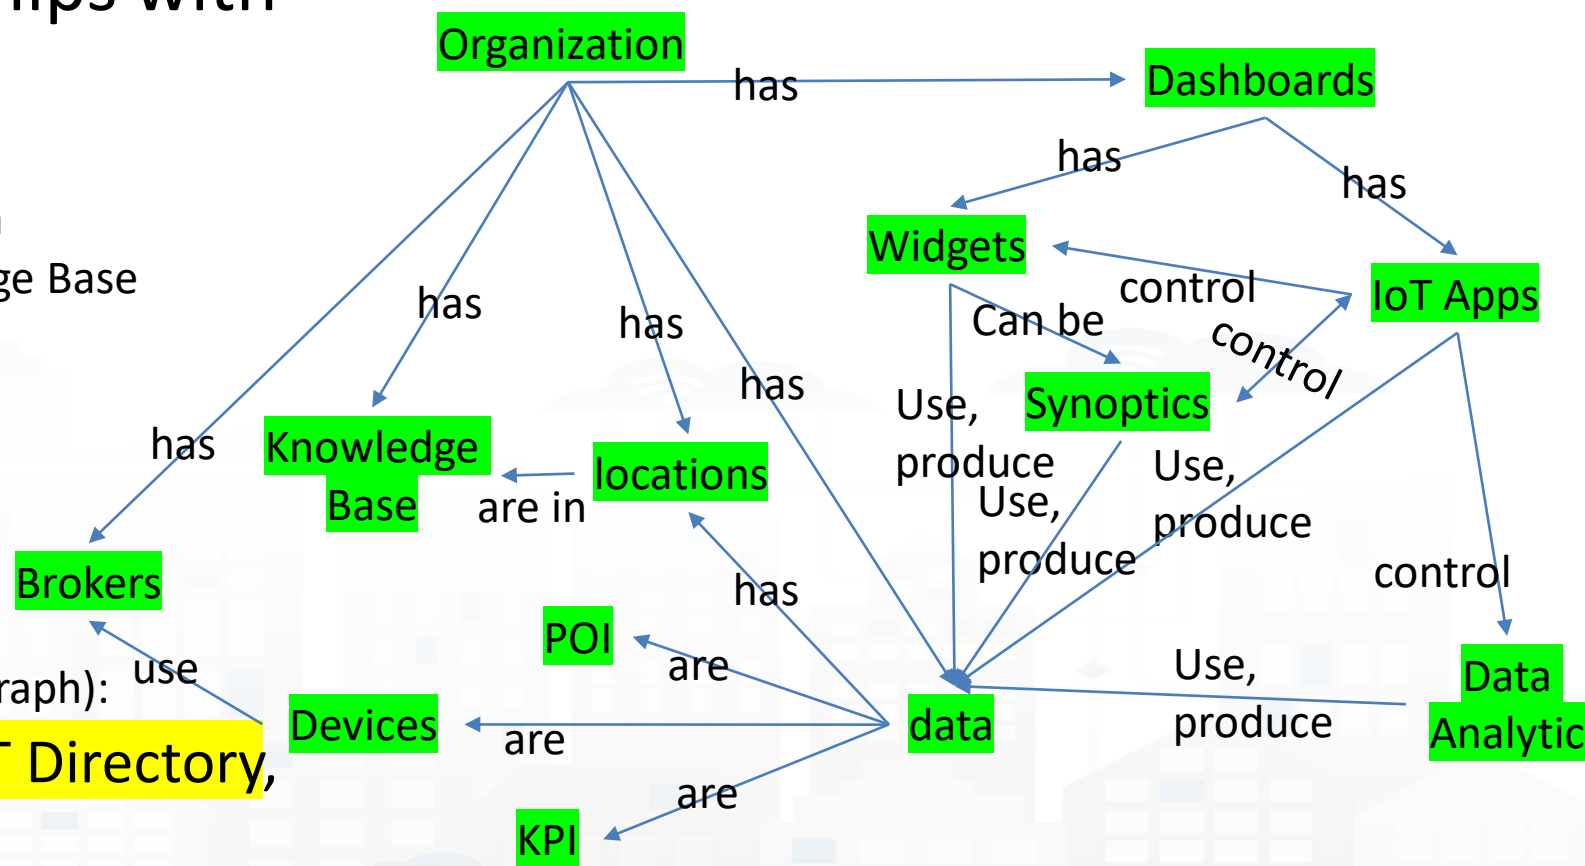 hips with
Organization
has
Dashboards
has
has
Widgets
ge Base
control
IoT Apps
has
has
Can be
control
has
Use,
produce
Synoptics
has
Knowledge
Base
locations
are in
Use,
produce
Use,
produce
Brokers
has
control
POI
are
use
raph):
Devices
are
data
Use,
produce
Data
Analytic
T Directory,
are
KPI